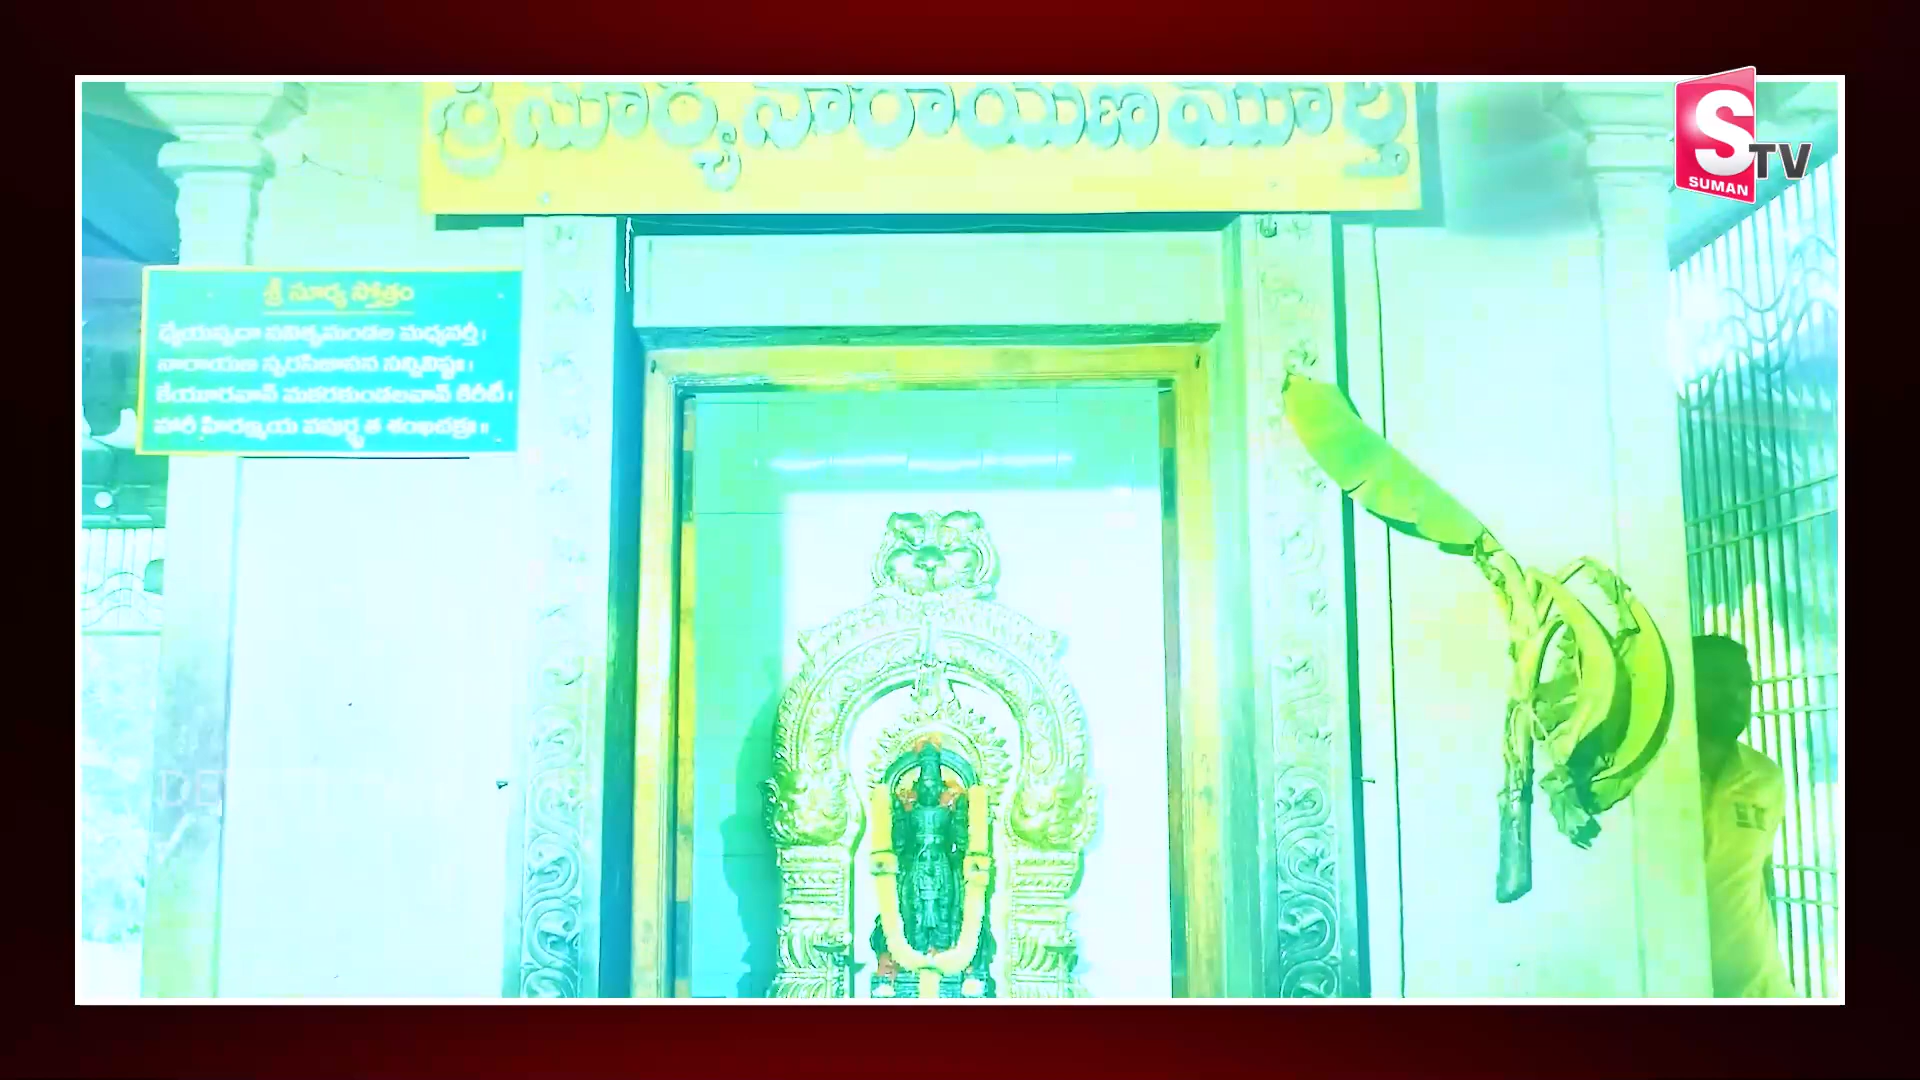 శ్రీ సూర్య నారాయణ మూర్తి
S
TV
SUMAN
శ్రీ సూర్య స్తోత్రం
ధ్యేయస్సదా సవితృమండల మధ్యవర్తీ।
నారాయణ స్సరసిజాసన సన్నివిష్టః।
కేయూరవాన్ మకరకుండలవాన్ కిరీటీ।
హారీ హిరణ్మయ వపుర్ధృత శంఖచక్రః॥